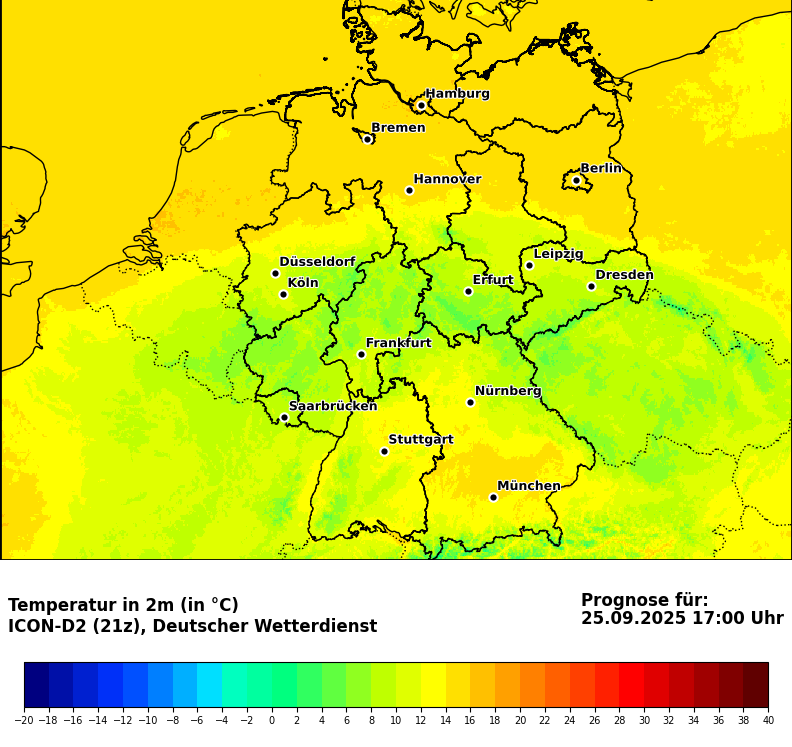 Hamburg
Bremen
Berlin
Hannover
Leipzig
Düsseldorf
Dresden
Köln
Erfurt
Frankfurt
Nürnberg
Saarbrücken
Stuttgart
München
Temperatur in 2m (in °C)
ICON-D2 (21z), Deutscher Wetterdienst
Prognose für:
25.09.2025 17:00 Uhr
−20 −18 −16 −14 −12 −10 −8 −6 −4 −2 0 2 4 6 8 10 12 14 16 18 20 22 24 26 28 30 32 34 36 38 40